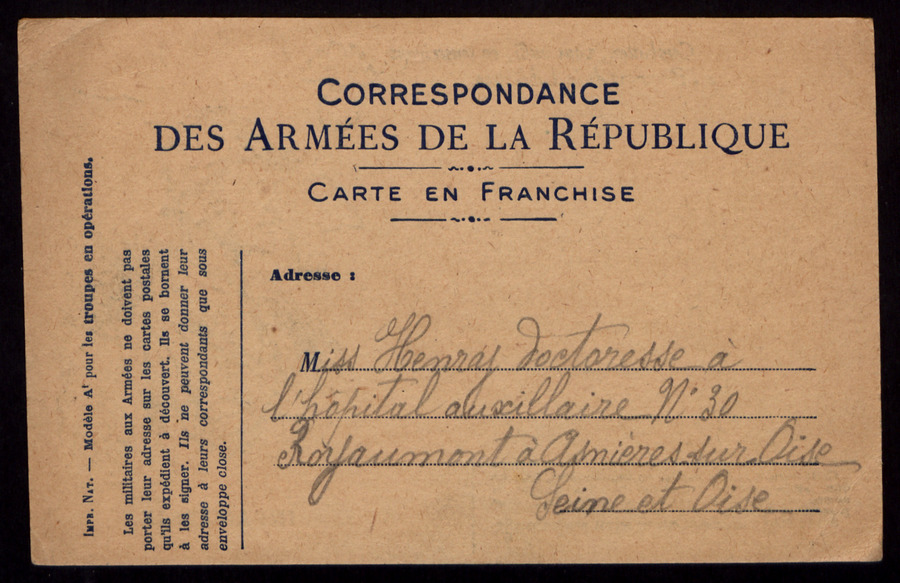 CORRESPONDANCE
DES ARMÉES DE LA RÉPUBLIQUE
CARTE EN FRANCHISE
Adresse :
Miss Henry doctoresse à
l'hôpital auxillaire N° 30
Royaumont à Asnières sur Oise
Seine et Oise
IMPR. NAT. — Modèle A¹ pour les troupes en opérations.
Les militaires aux Armées ne doivent pas
porter leur adresse sur les cartes postales
qu'ils expédient à découvert. Ils se bornent
à les signer. Ils ne peuvent donner leur
adresse à leurs correspondants que sous
enveloppe close.